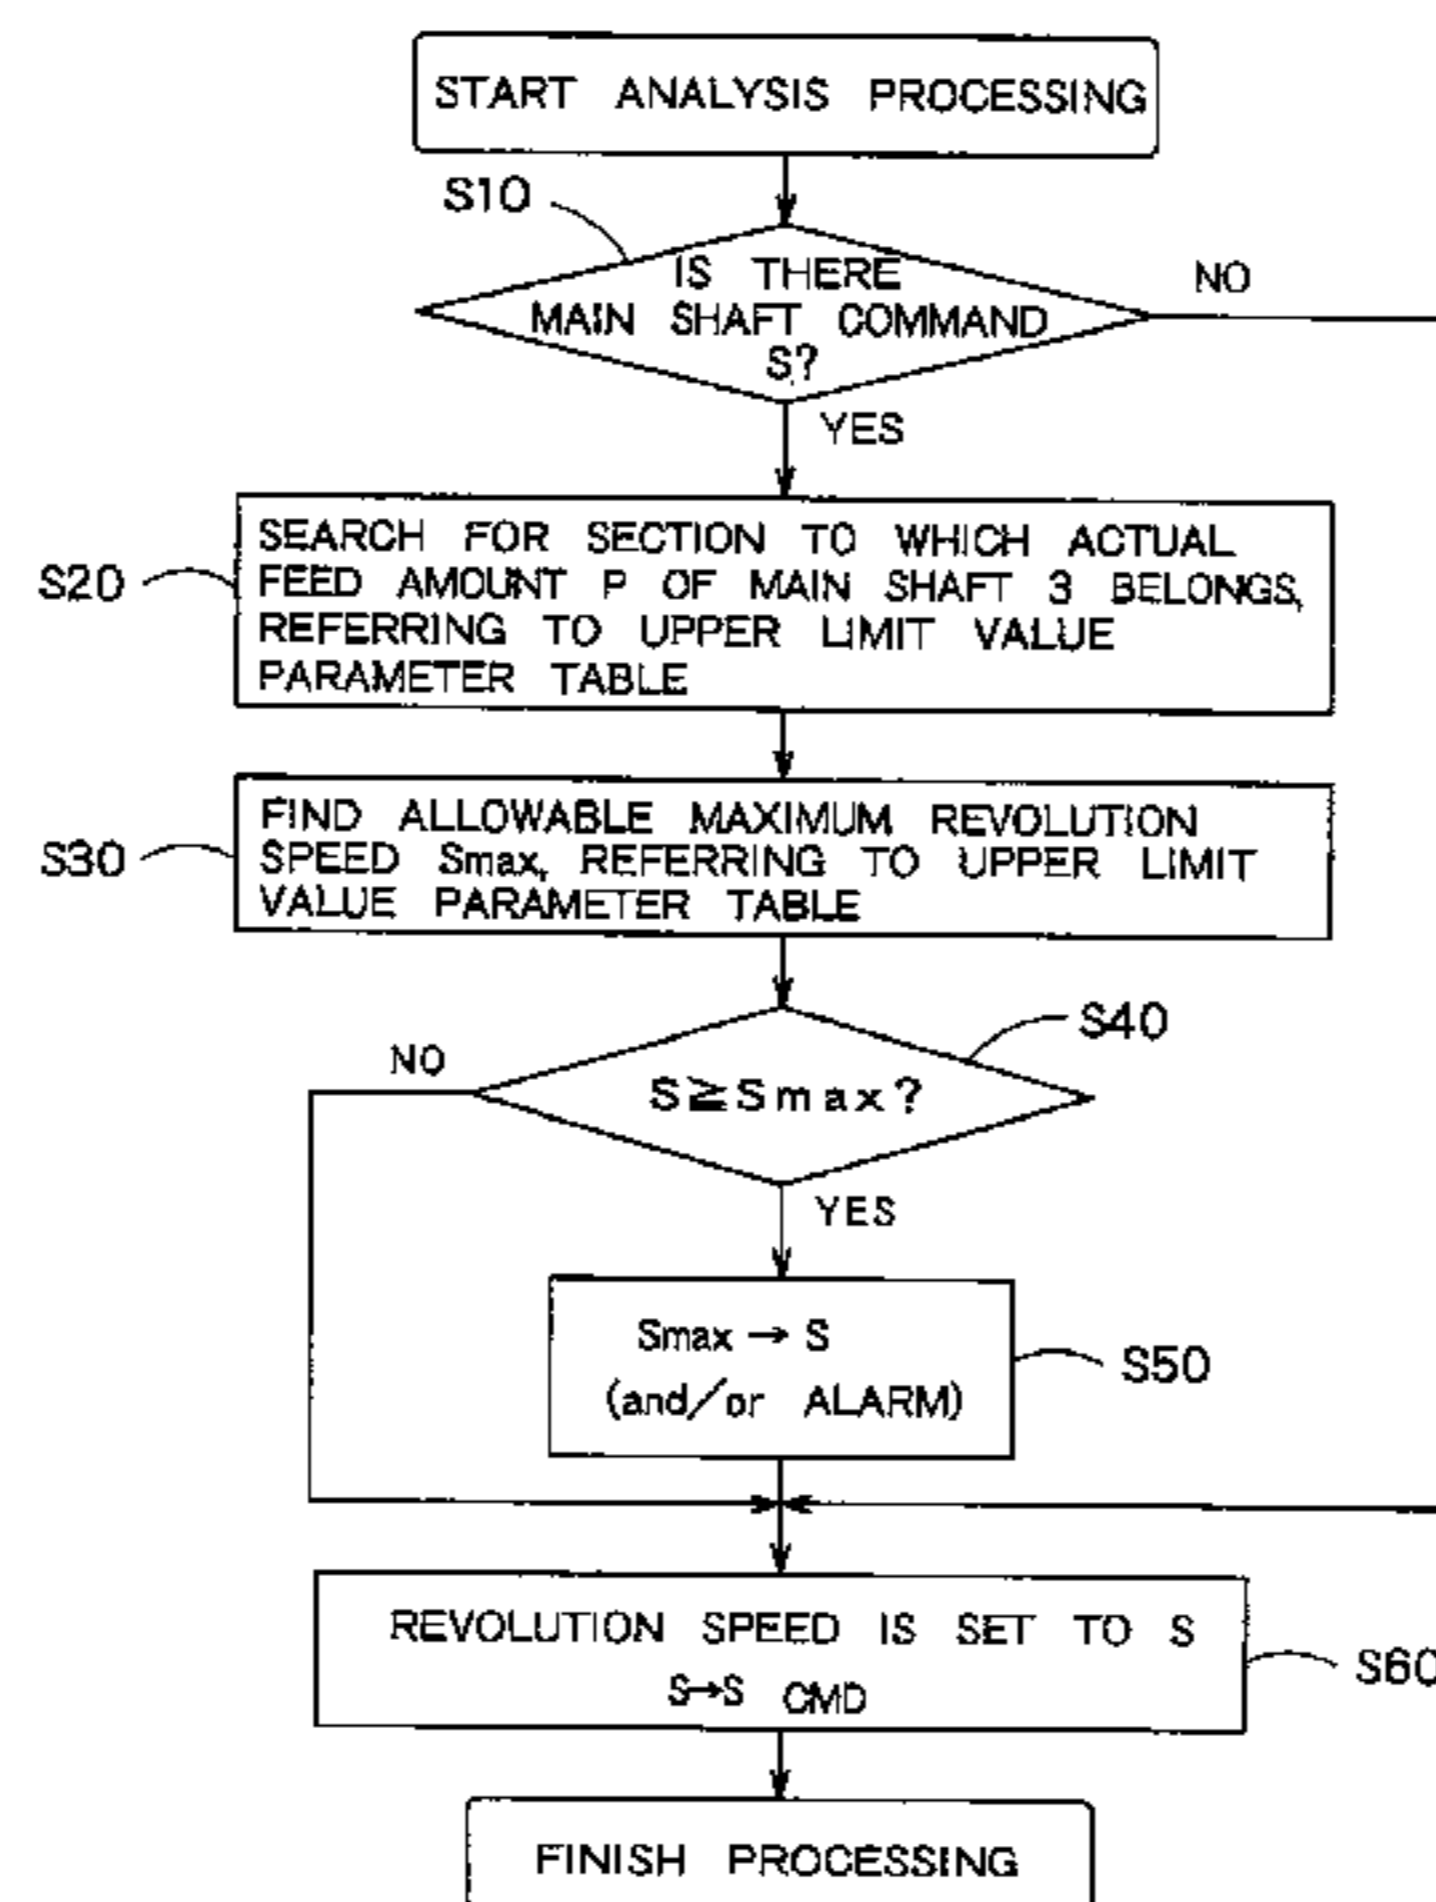 START ANALYSIS PROCESSING
S10
IS THERE
MAIN SHAFT COMMAND
S?
NO
YES
S20
SEARCH FOR SECTION TO WHICH ACTUAL
FEED AMOUNT P OF MAIN SHAFT 3 BELONGS,
REFERRING TO UPPER LIMIT VALUE
PARAMETER TABLE
S30
FIND ALLOWABLE MAXIMUM REVOLUTION
SPEED Smax, REFERRING TO UPPER LIMIT
VALUE PARAMETER TABLE
S40
NO
S≧Smax?
YES
Smax → S
(and/or ALARM)
S50
REVOLUTION SPEED IS SET TO S
S→S CMD
S60
FINISH PROCESSING